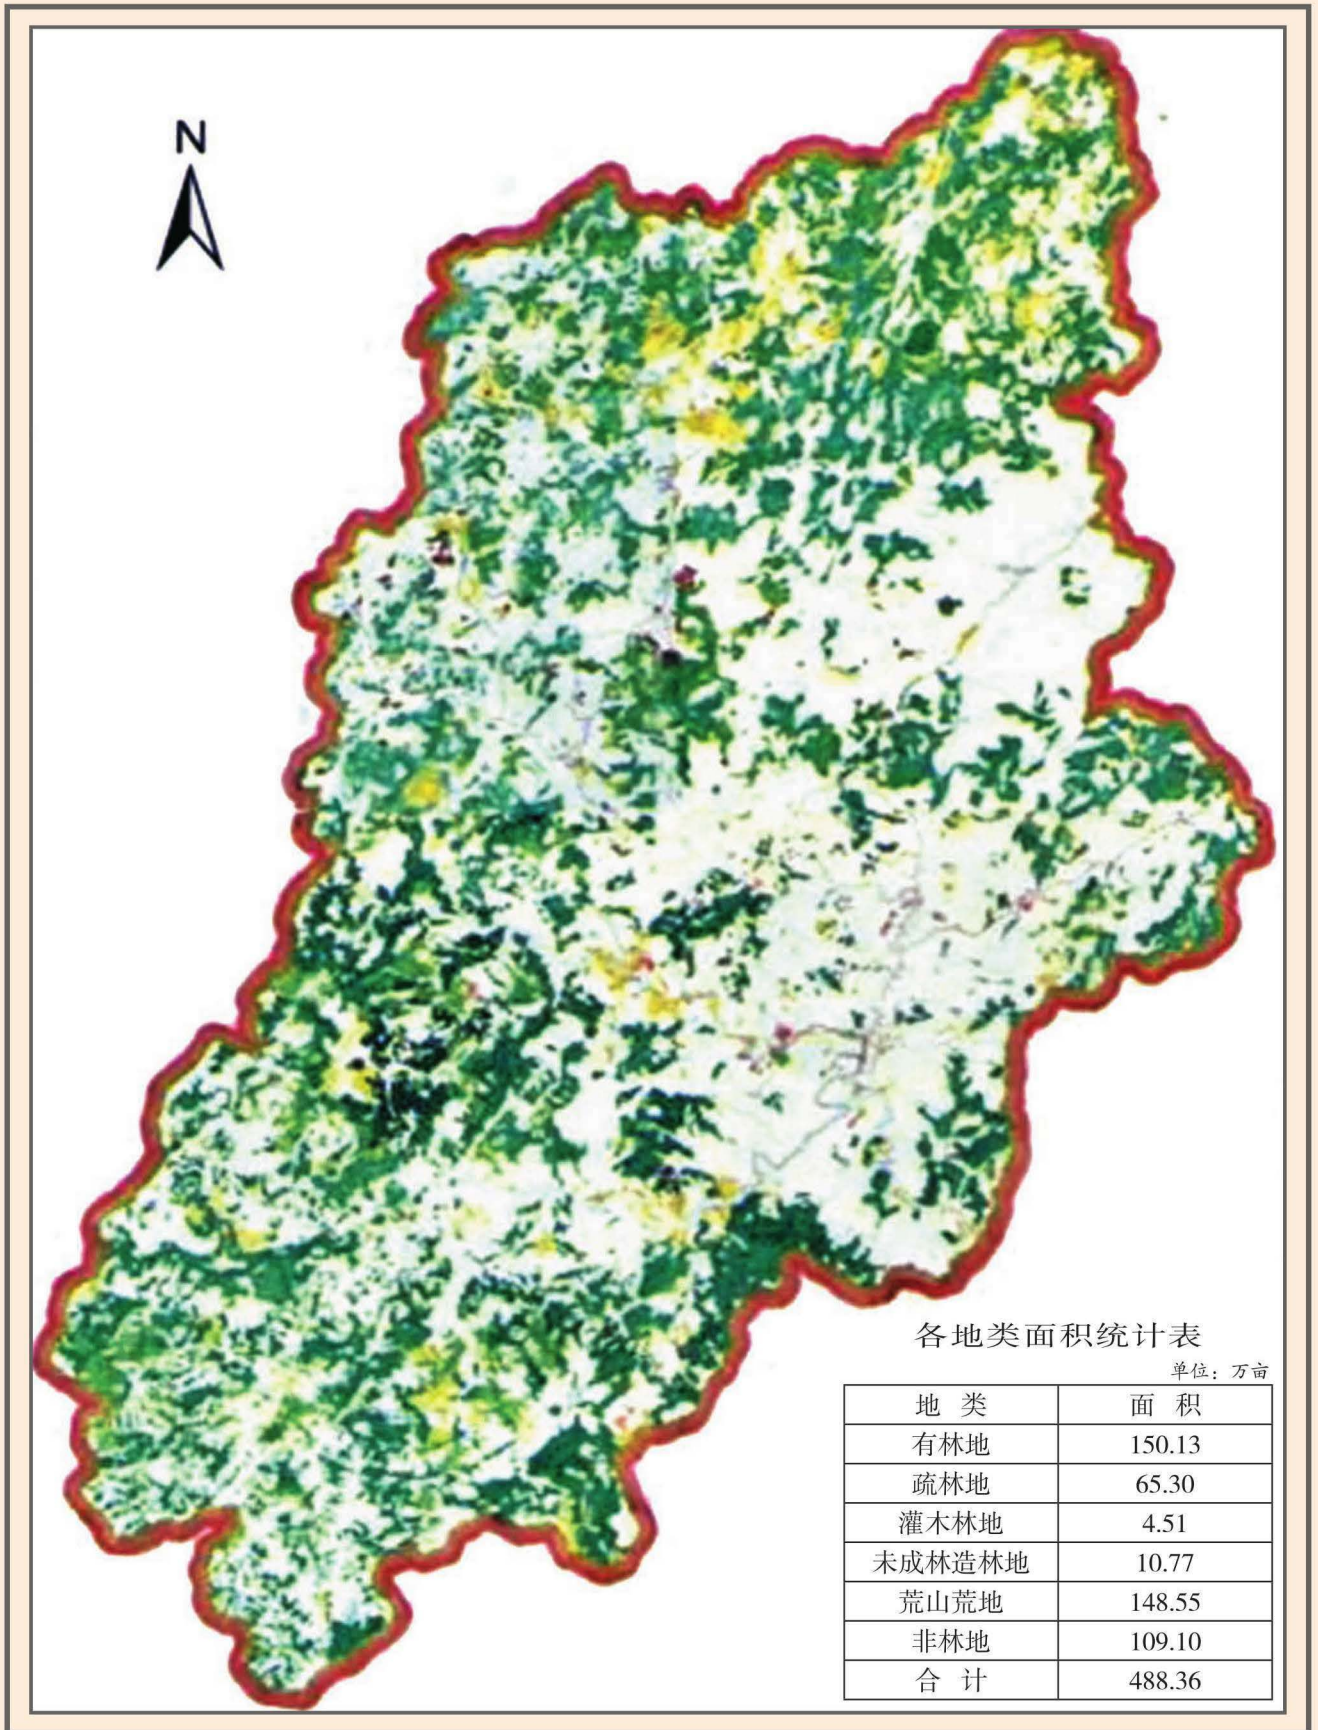 N
各地类面积统计表
单位：万亩
地 类 面 积
有林地 150.13
疏林地 65.30
灌木林地 4.51
未成林造林地 10.77
荒山荒地 148.55
非林地 109.10
合 计 488.36